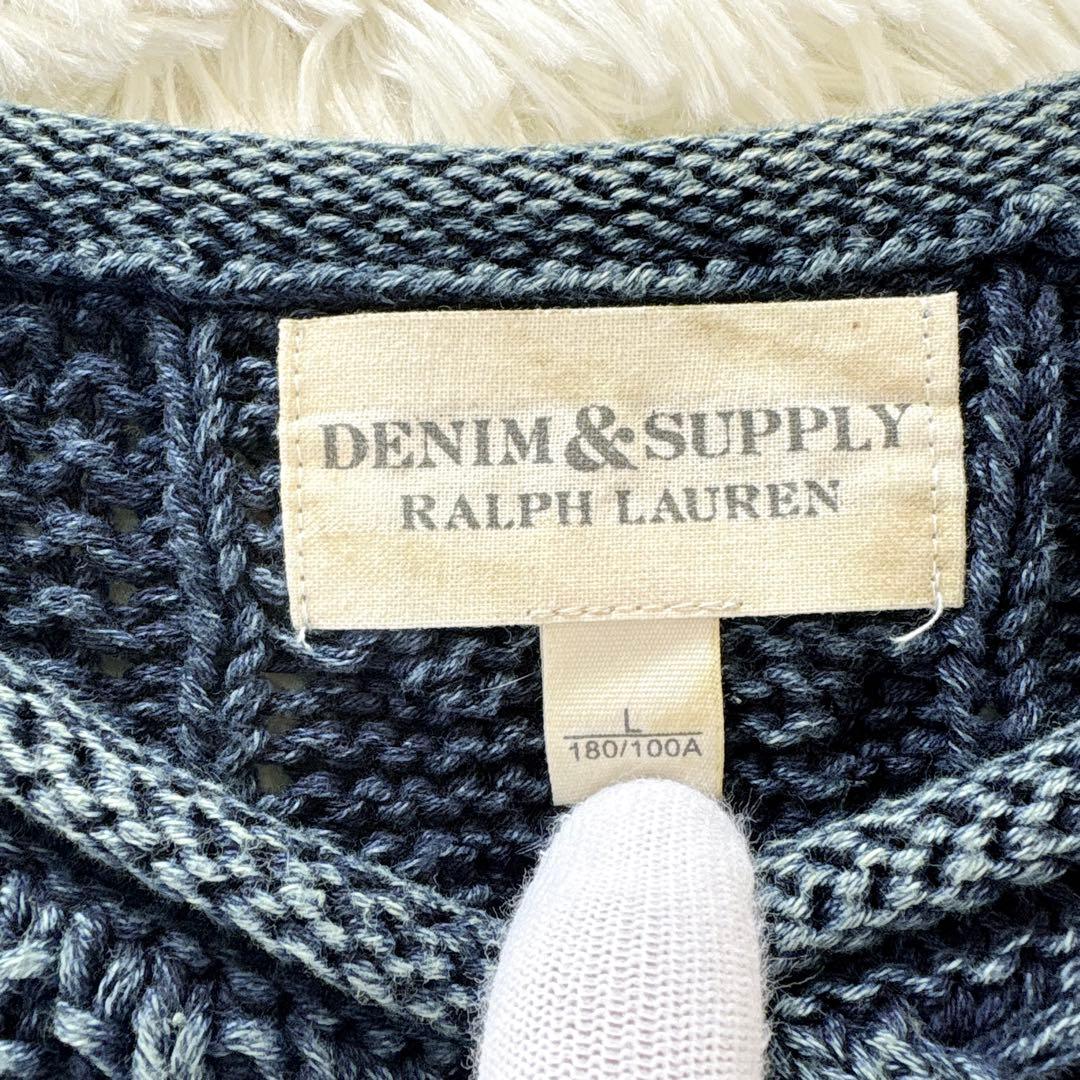 DENIM & SUPPLY
RALPH LAUREN
L
180/100A